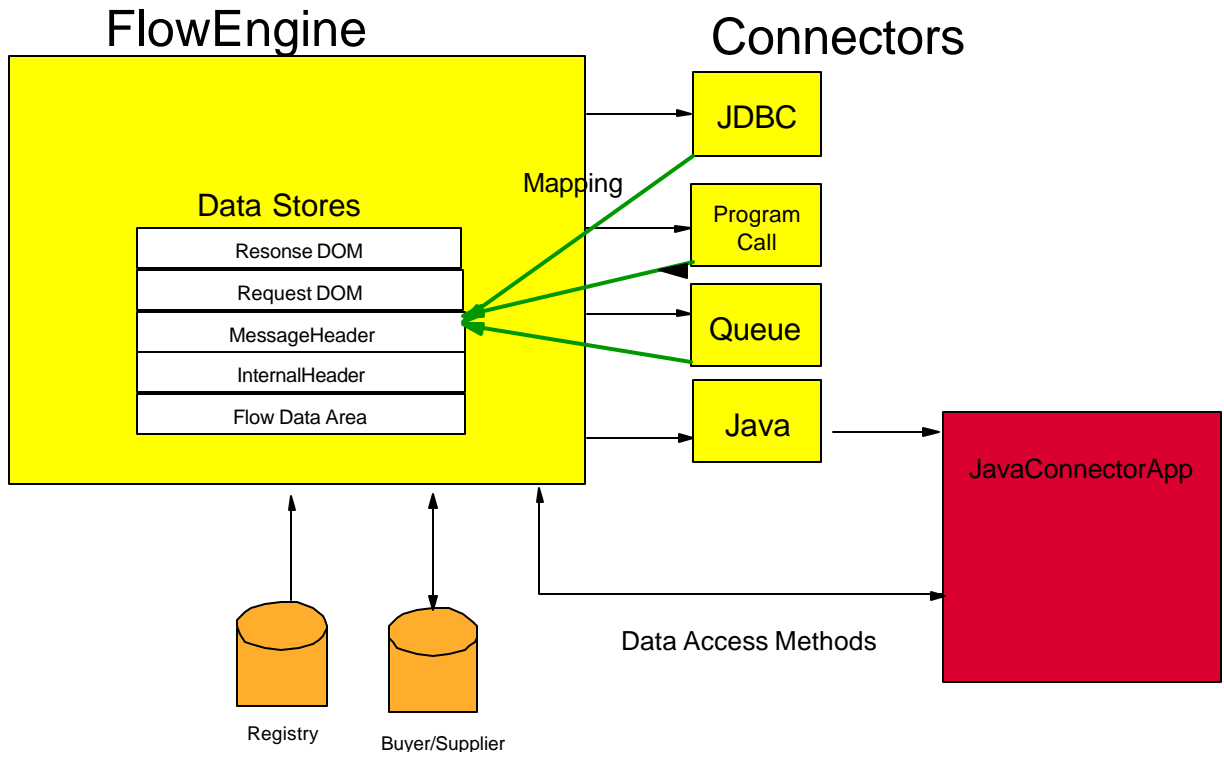 FlowEngine
Connectors
JDBC
Mapping
Program
Call
Data Stores
Resonse DOM
Request DOM
MessageHeader
InternalHeader
Flow Data Area
Queue
Java
JavaConnectorApp
Data Access Methods
Registry
Buyer/Supplier